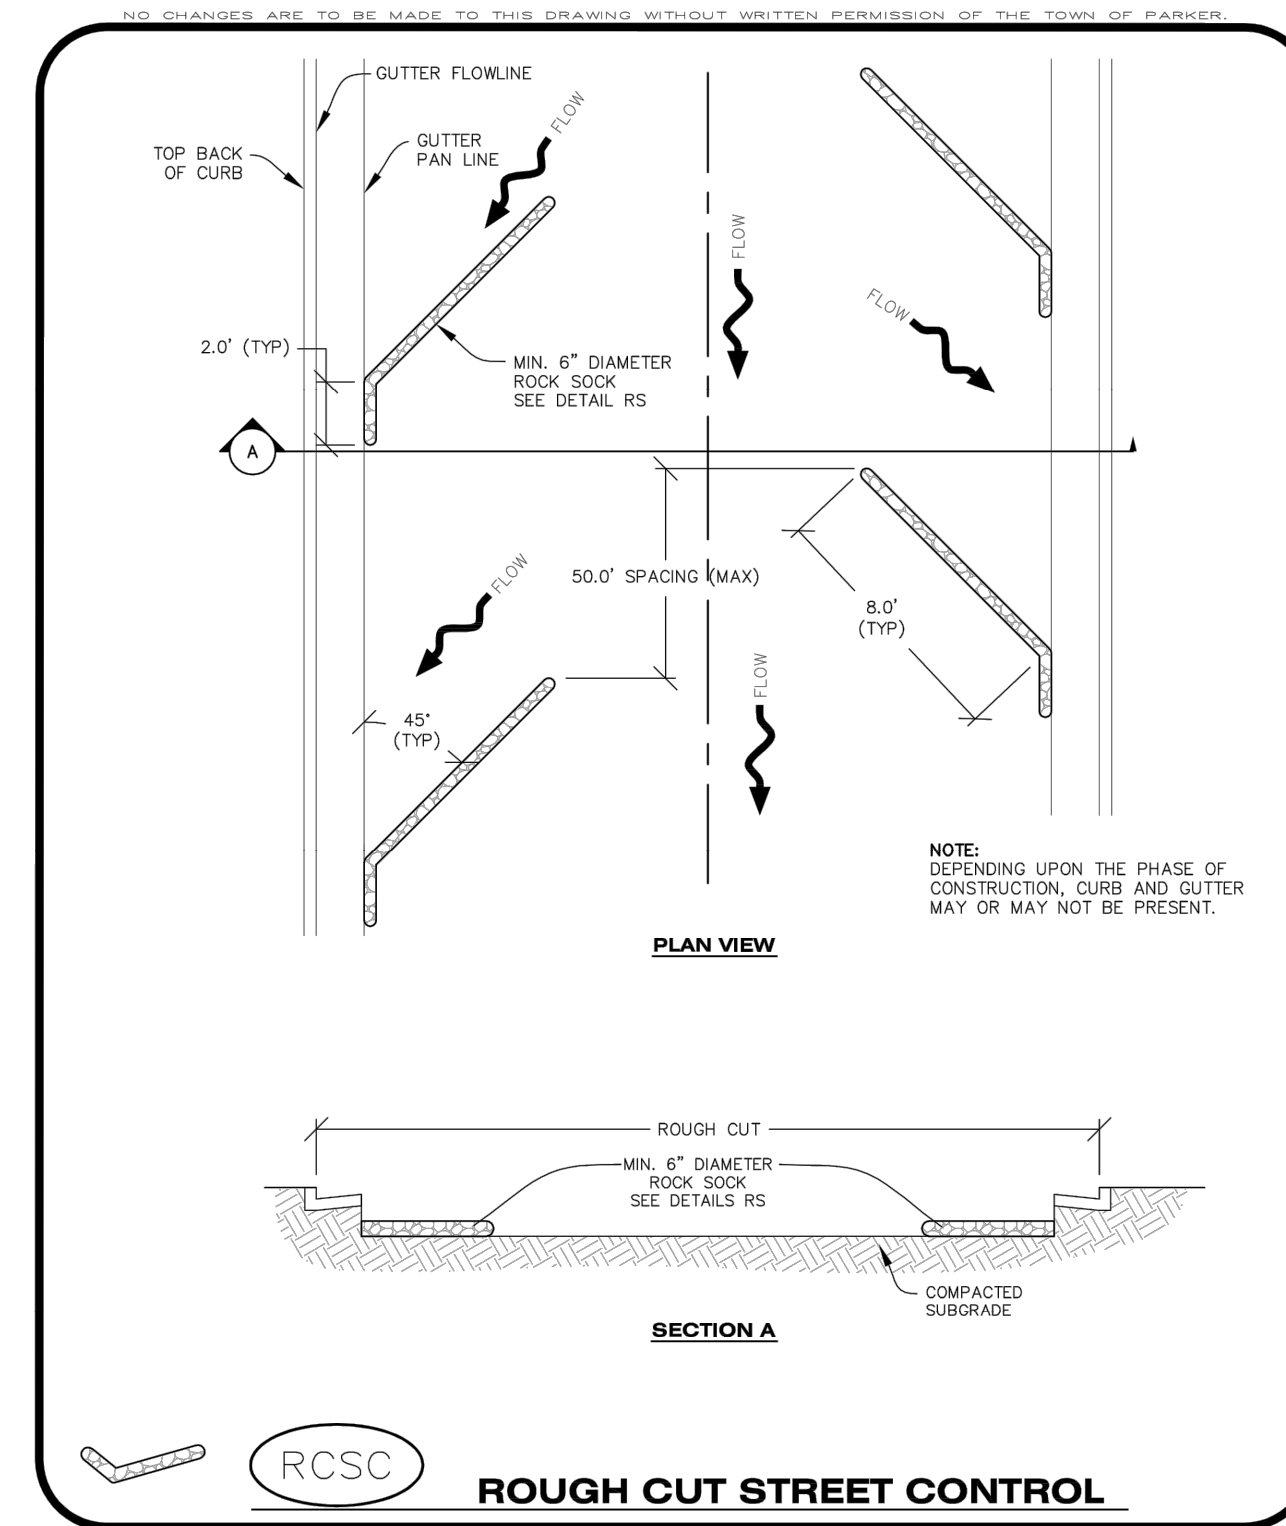 NO CHANGES ARE TO BE MADE TO THIS DRAWING WITHOUT WRITTEN PERMISSION OF THE TOWN OF PARKER.
GUTTER FLOWLINE
FLOW
TOP BACK
OF CURB
GUTTER
PAN LINE
FLOW
FLOW
2.0' (TYP)
MIN. 6" DIAMETER
ROCK SOCK
SEE DETAIL RS
A
FLOW
50.0' SPACING (MAX)
8.0'
(TYP)
FLOW
45°
(TYP)
NOTE:
DEPENDING UPON THE PHASE OF
CONSTRUCTION, CURB AND GUTTER
MAY OR MAY NOT BE PRESENT.
PLAN VIEW
ROUGH CUT
MIN. 6" DIAMETER
ROCK SOCK
SEE DETAILS RS
COMPACTED
SUBGRADE
SECTION A
RCSC
ROUGH CUT STREET CONTROL